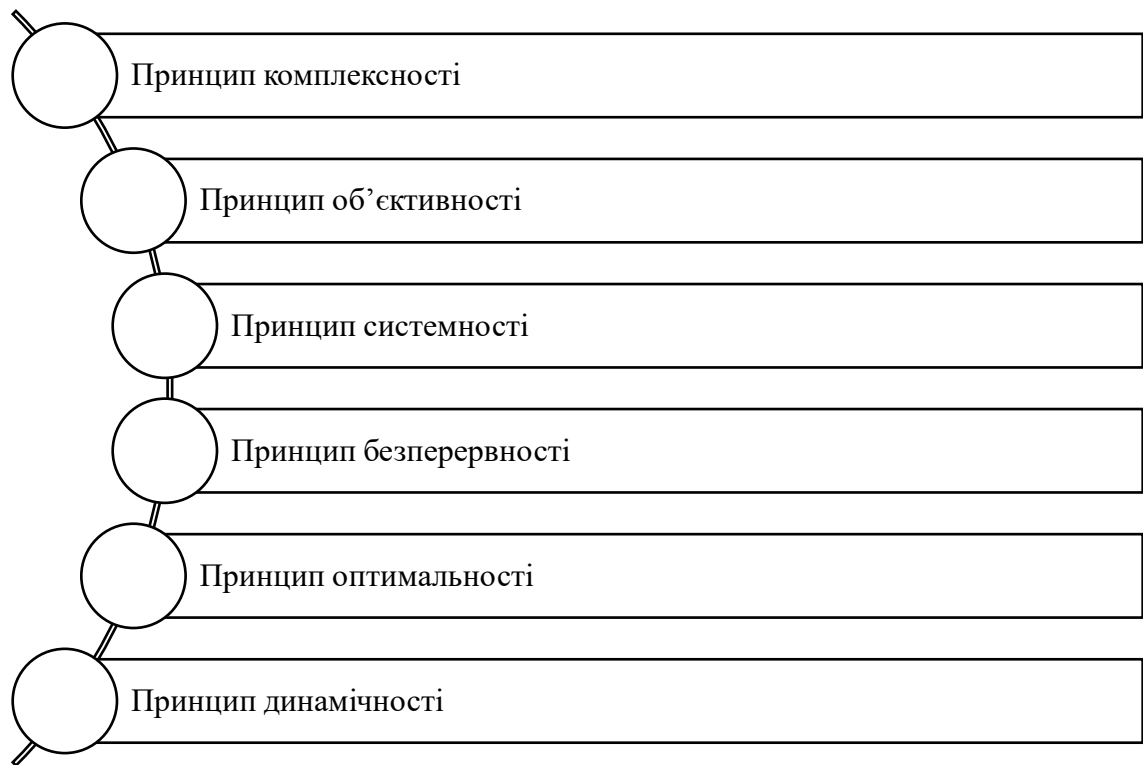 Принцип комплексності
Принцип об’єктивності
Принцип системності
Принцип безперервності
Принцип оптимальності
Принцип динамічності